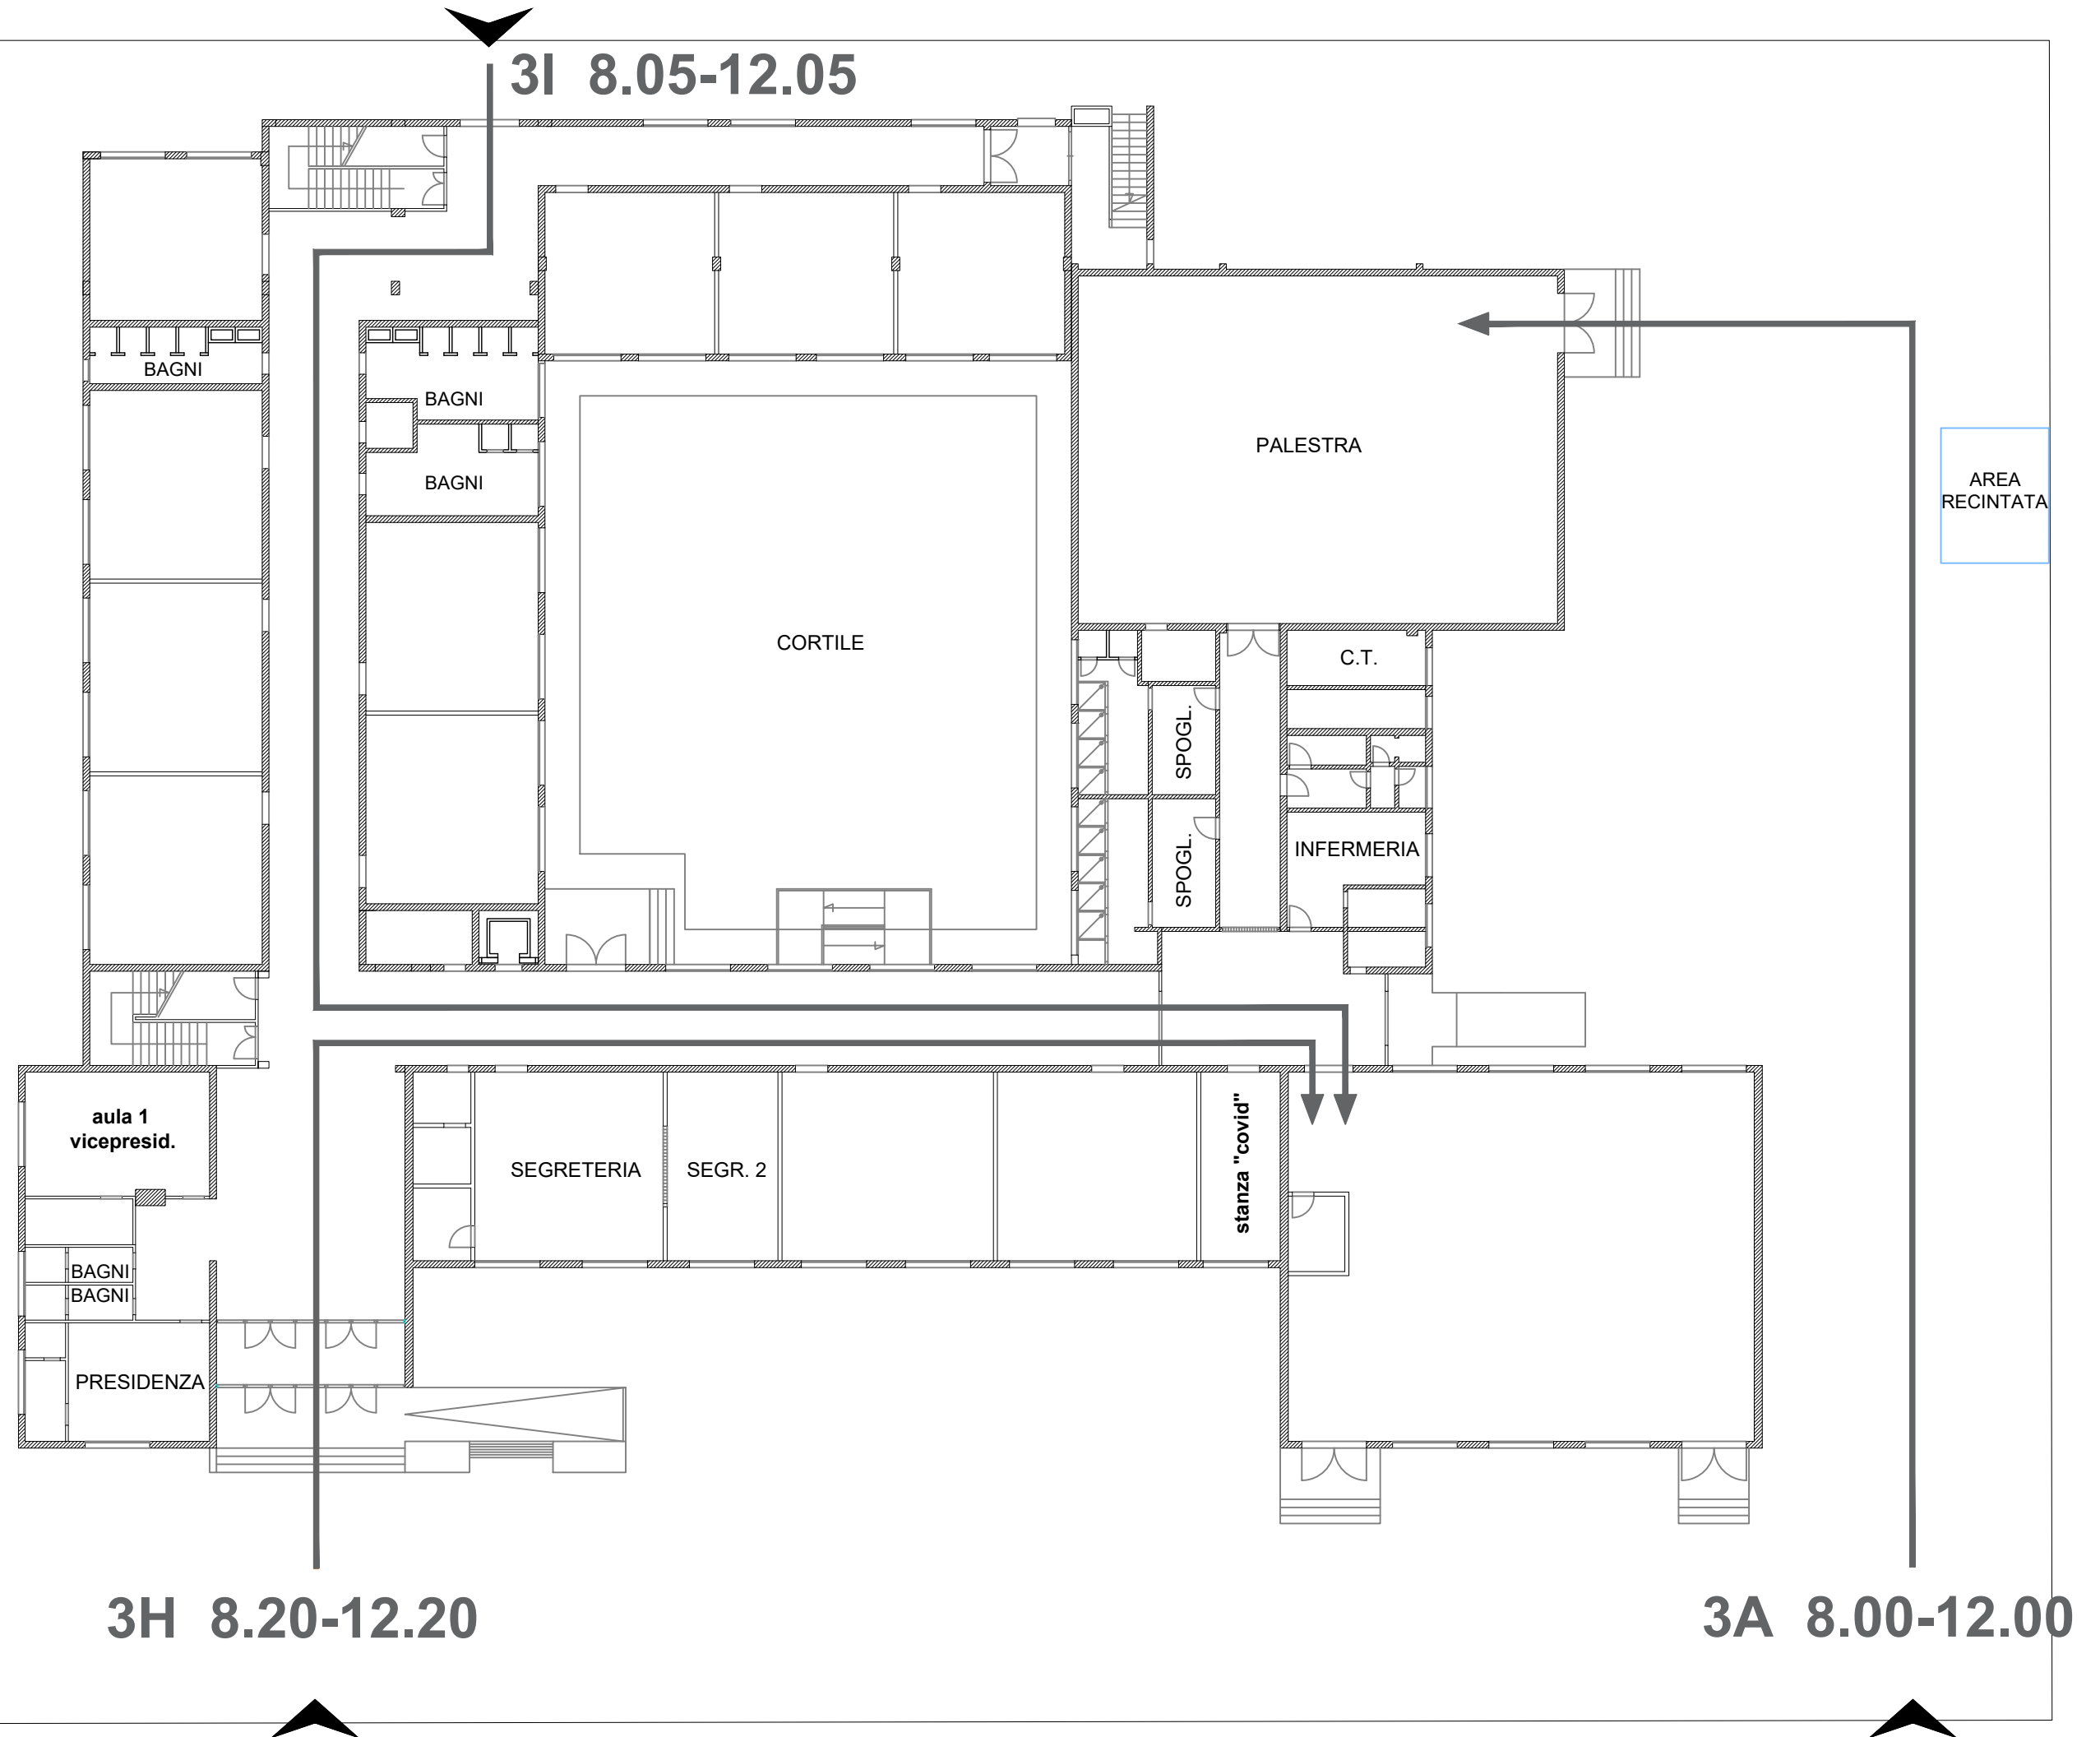 3I 8.05-12.05
BAGNI
BAGNI
BAGNI
PALESTRA
AREA
RECINTATA
CORTILE
C.T.
SPOGL.
SPOGL.
INFERMERIA
aula 1
vicepresid.
SEGRETERIA
SEGR. 2
stanza "covid"
BAGNI
BAGNI
PRESIDENZA
3H 8.20-12.20
3A 8.00-12.00